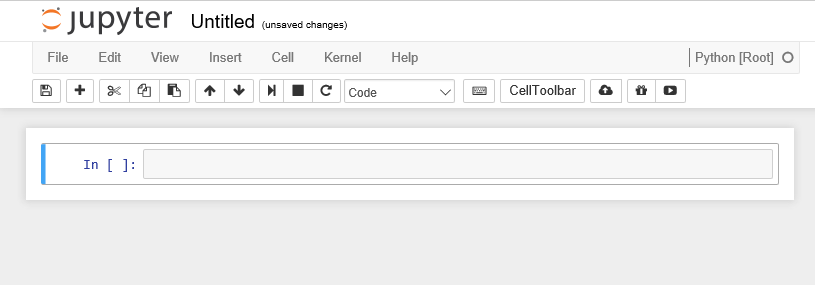 jupyter Untitled (unsaved changes)
File Edit View Insert Cell Kernel Help Python [Root]
Code CellToolbar
In [ ]: